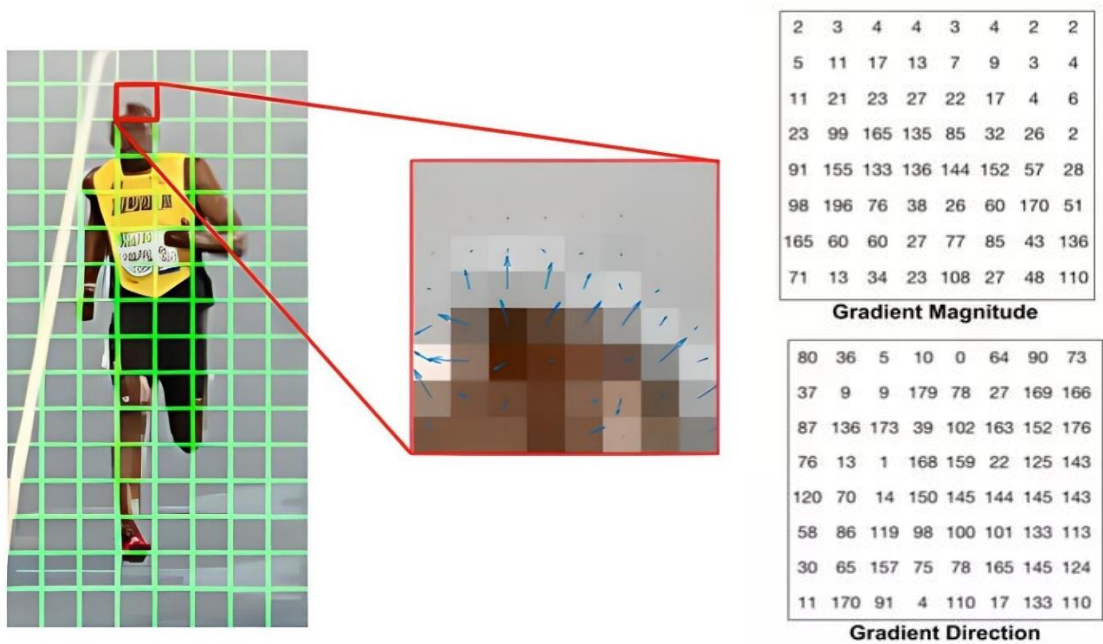 2 3 4 4 3 4 2 2
5 11 17 13 7 9 3 4
11 21 23 27 22 17 4 6
23 99 165 135 85 32 26 2
91 155 133 136 144 152 57 28
98 196 76 38 26 60 170 51
165 60 60 27 77 85 43 136
71 13 34 23 108 27 48 110
Gradient Magnitude
80 36 5 10 0 64 90 73
37 9 9 179 78 27 169 166
87 136 173 39 102 163 152 176
76 13 1 168 159 22 125 143
120 70 14 150 145 144 145 143
58 86 119 98 100 101 133 113
30 65 157 75 78 165 145 124
11 170 91 4 110 17 133 110
Gradient Direction